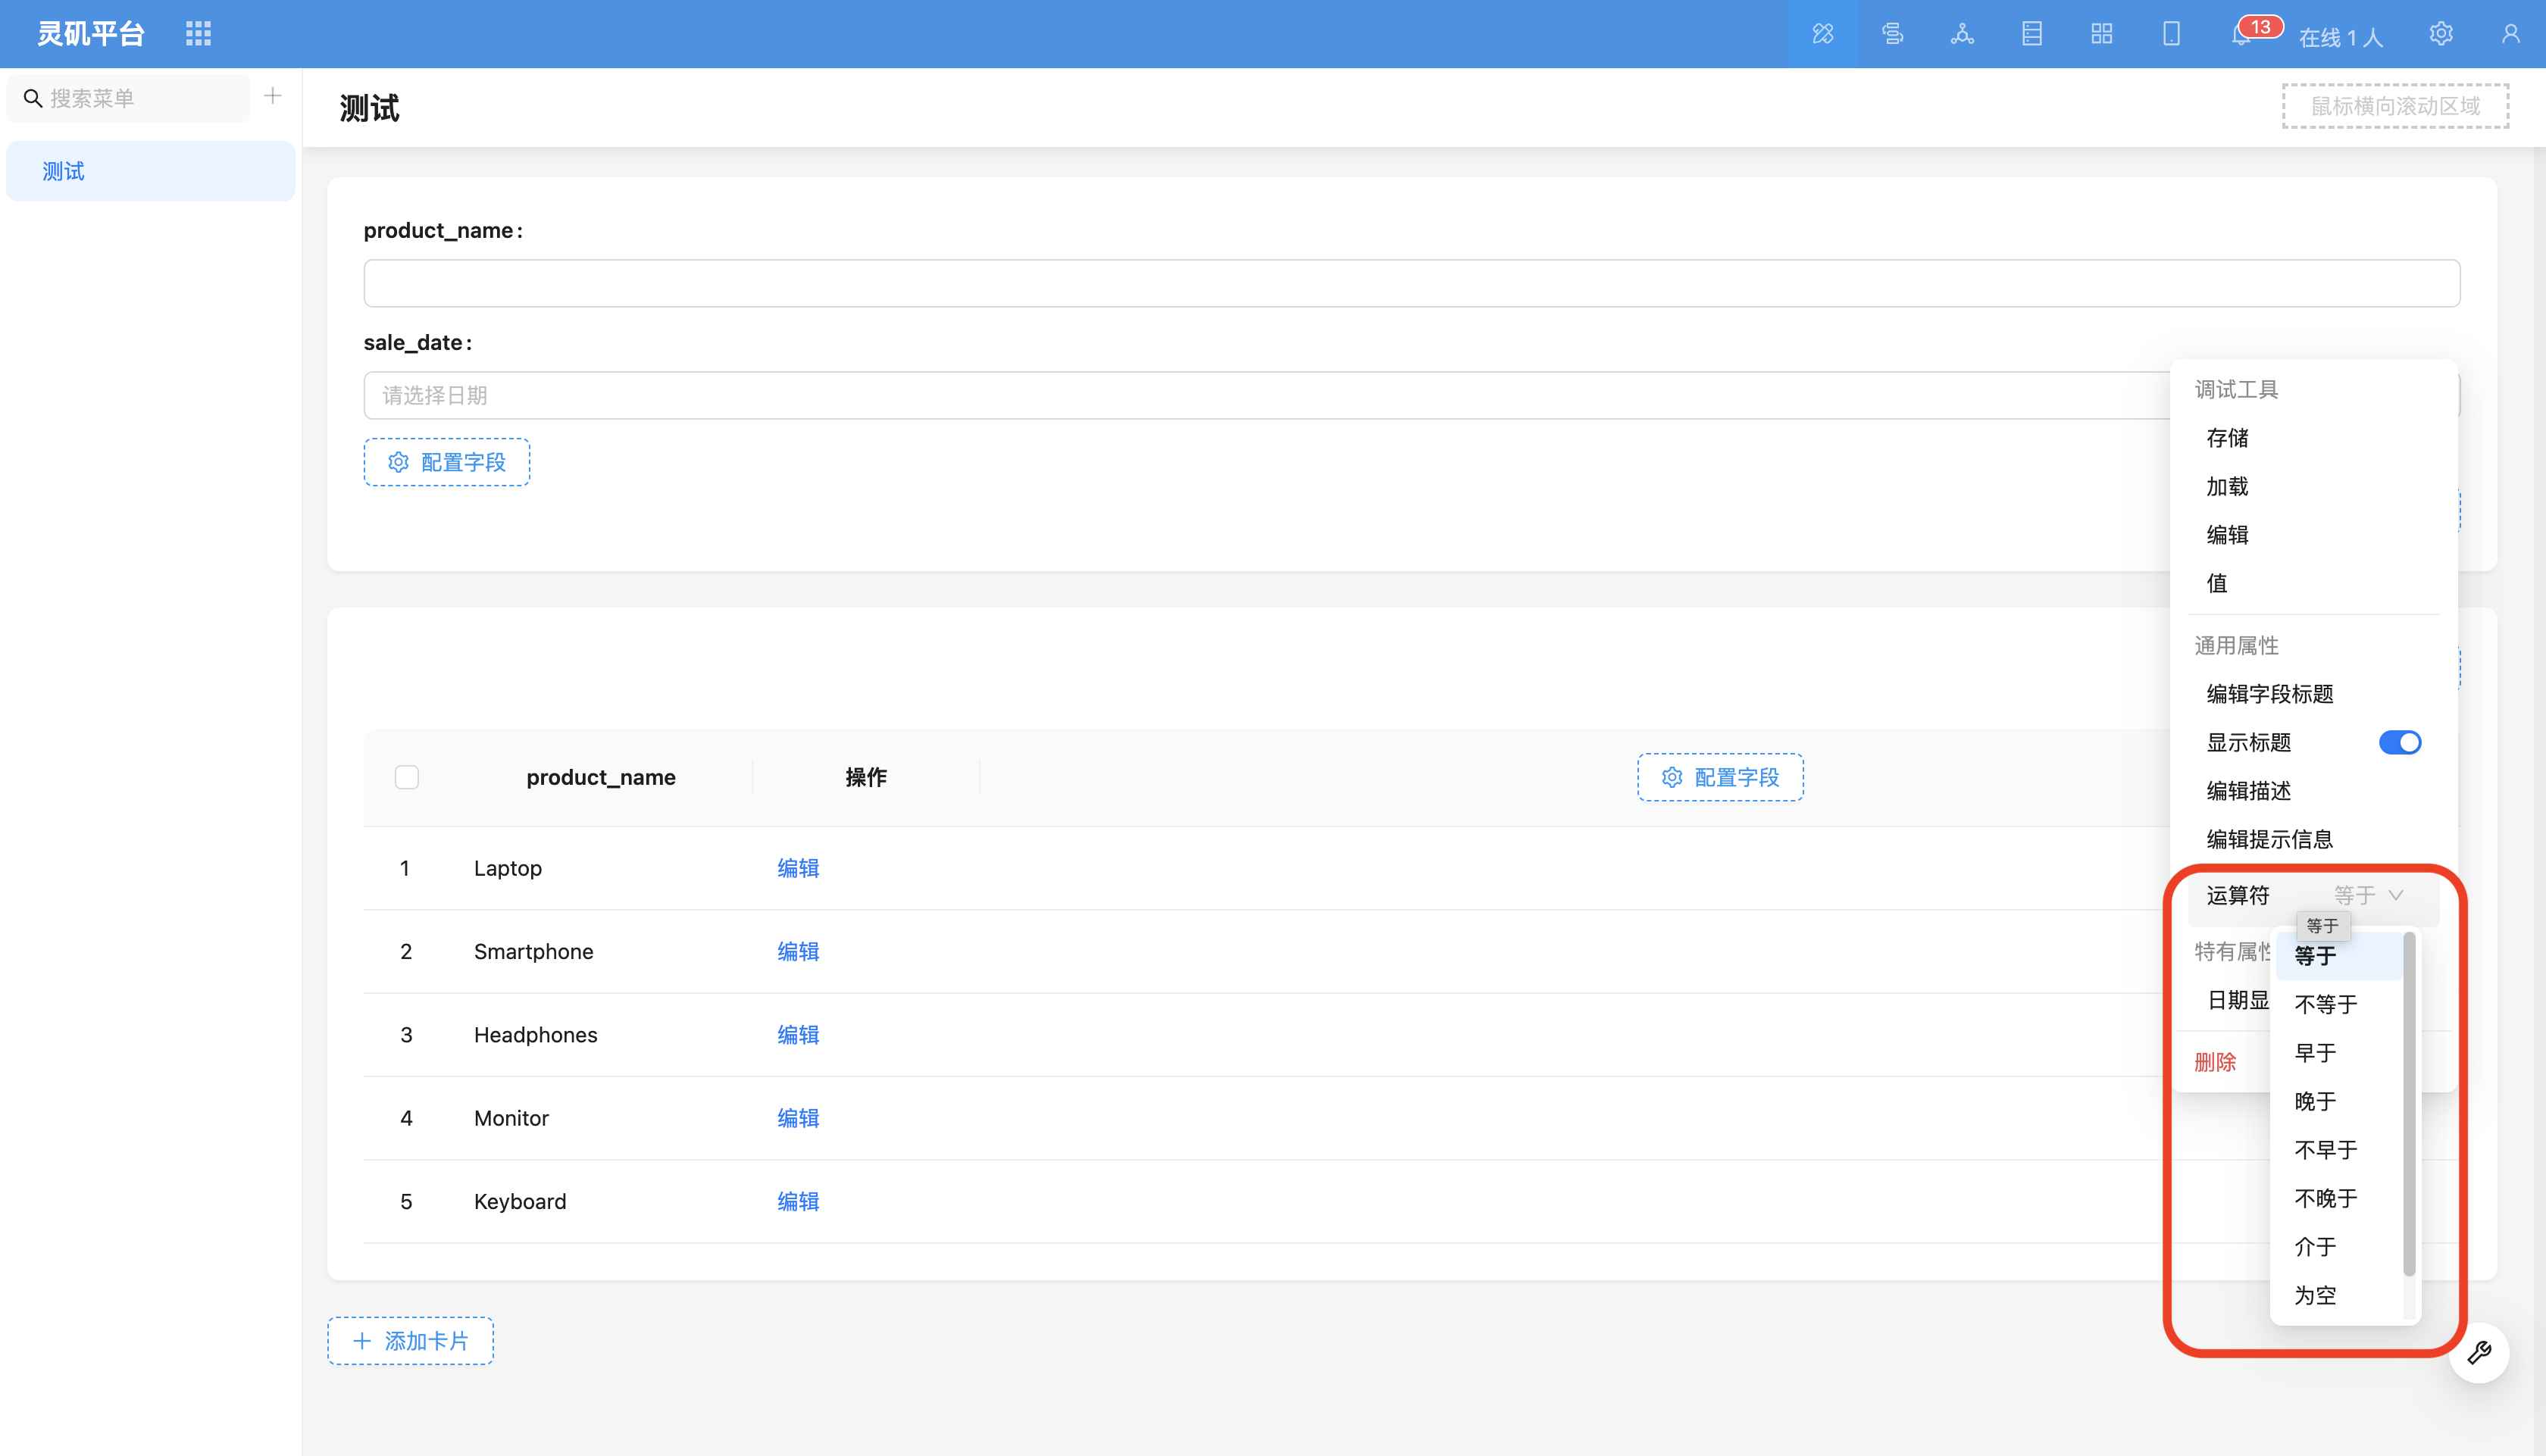 灵矶平台
13
在线 1 人
搜索菜单
测试
测试
鼠标横向滚动区域
product_name :
sale_date :
请选择日期
配置字段
product_name
操作
配置字段
1 Laptop 编辑
2 Smartphone 编辑
3 Headphones 编辑
4 Monitor 编辑
5 Keyboard 编辑
添加卡片
调试工具
存储
加载
编辑
值
通用属性
编辑字段标题
显示标题
编辑描述
编辑提示信息
运算符 等于
等于
特有属性
日期显
删除
等于
不等于
早于
晚于
不早于
不晚于
介于
为空